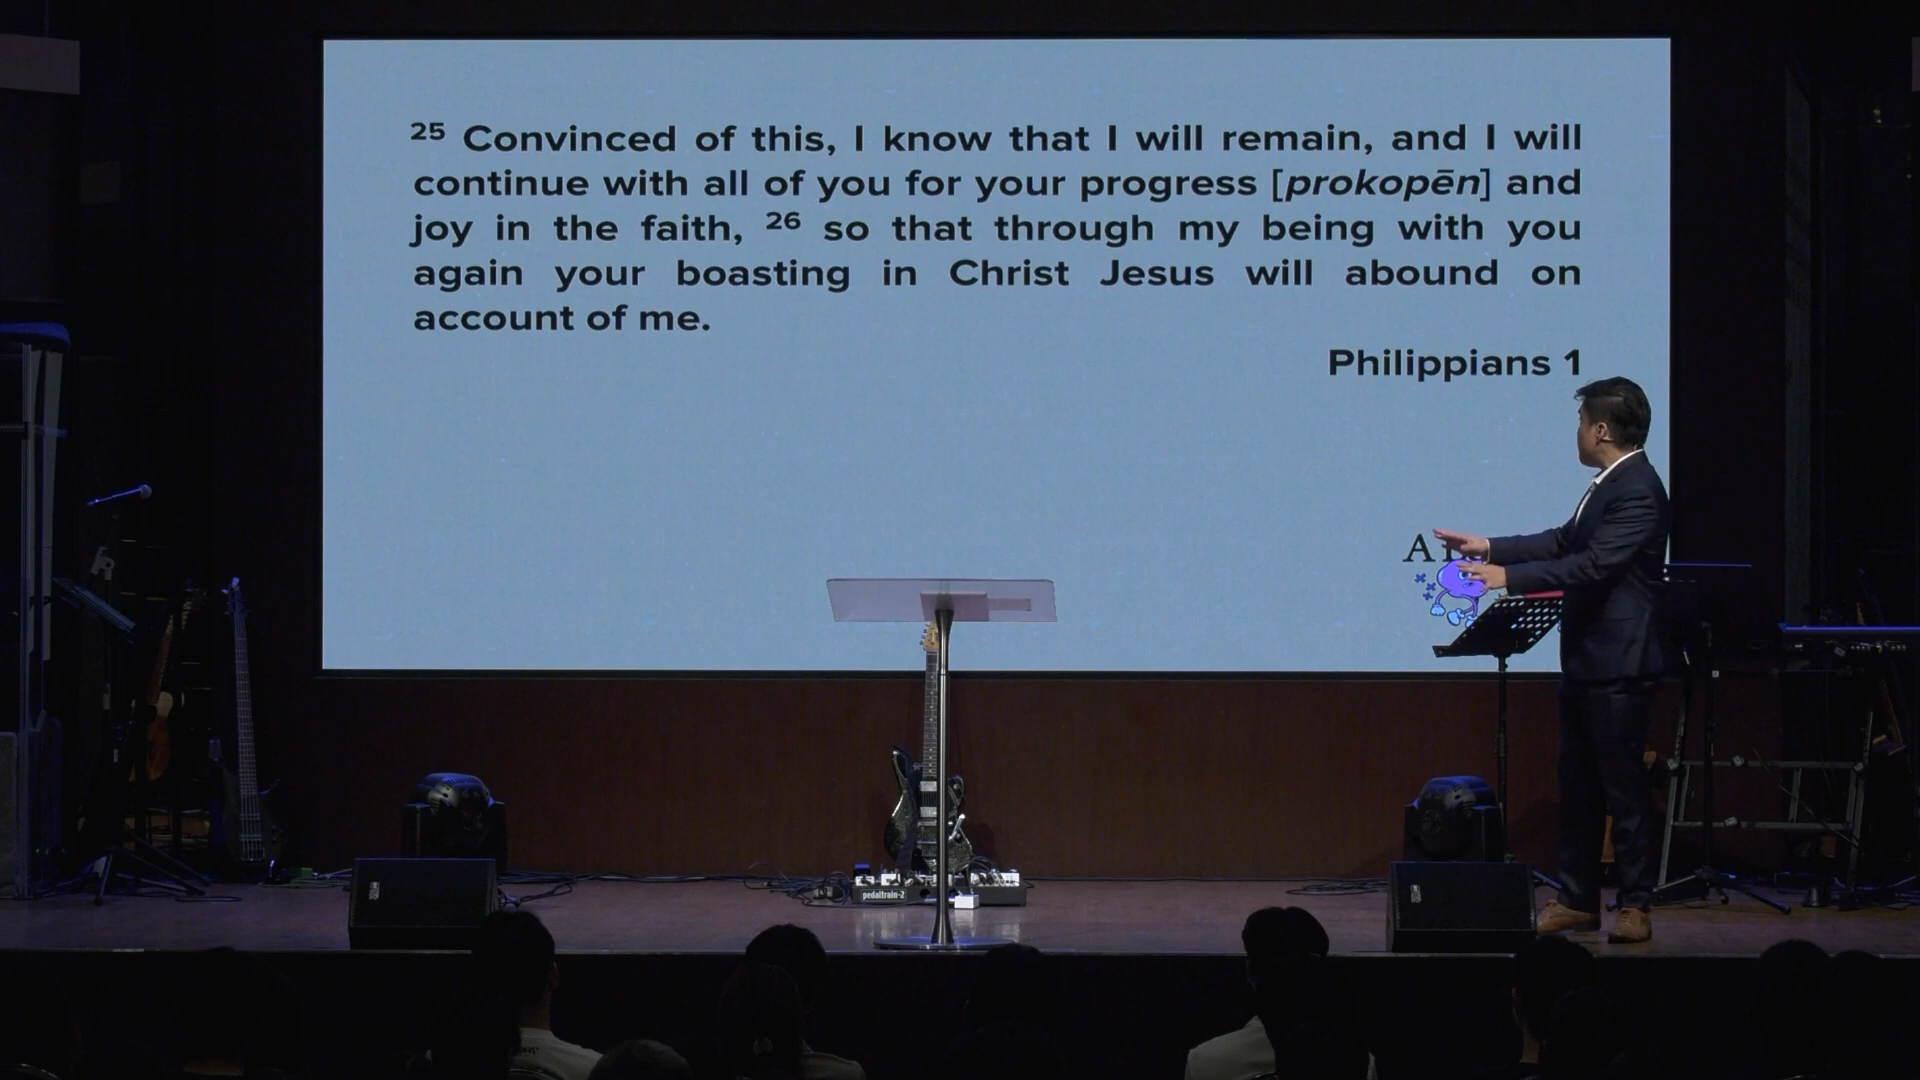 ²⁵ Convinced of this, I know that I will remain, and I will
continue with all of you for your progress [prokopēn] and
joy in the faith, ²⁶ so that through my being with you
again your boasting in Christ Jesus will abound on
account of me.
Philippians 1
A
pedaltrain-2